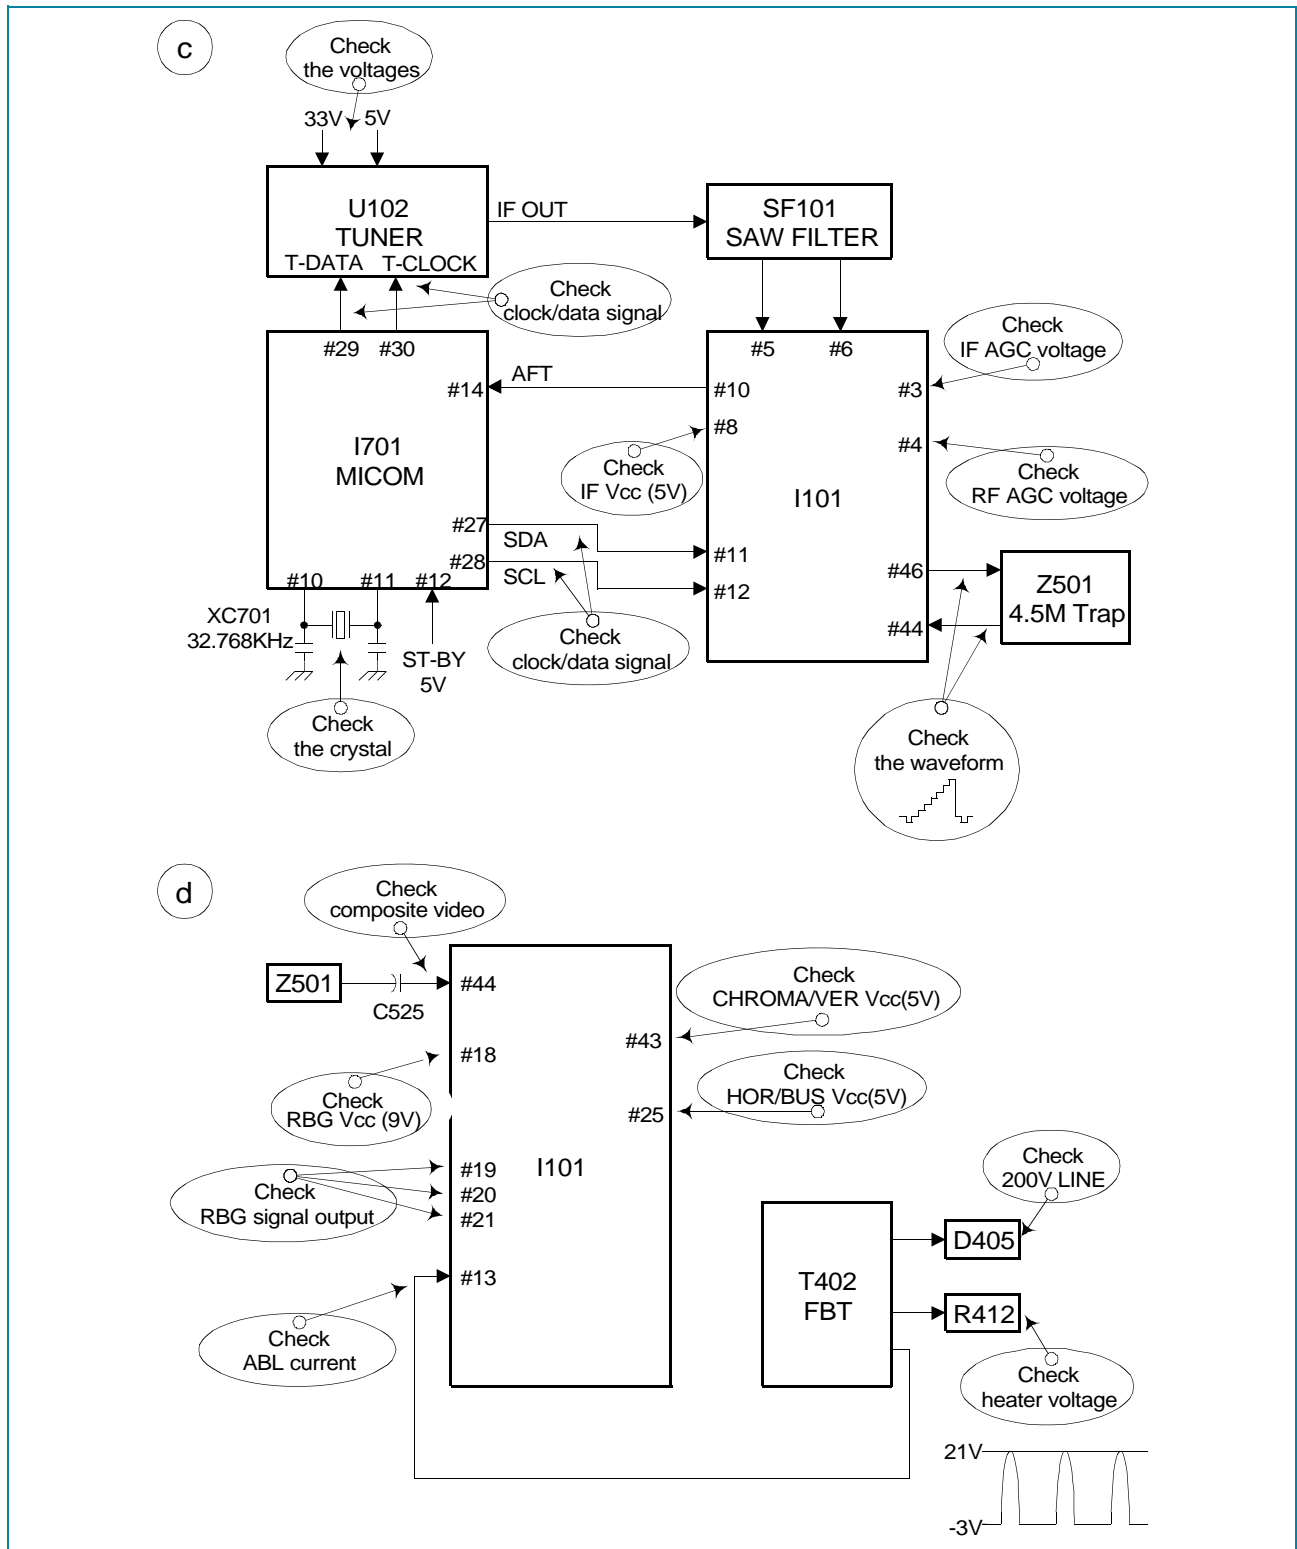 c
Check
the voltages
33V
5V
U102
TUNER
T-DATA
T-CLOCK
IF OUT
SF101
SAW FILTER
Check
clock/data signal
#29
#30
#14
AFT
#5
#6
#10
#3
Check
IF AGC voltage
#8
#4
I701
MICOM
Check
IF Vcc (5V)
I101
Check
RF AGC voltage
#27
SDA
#11
#28
SCL
#12
#46
#44
Z501
4.5M Trap
#10
#11
#12
XC701
32.768KHz
ST-BY
5V
Check
clock/data signal
Check
the crystal
Check
the waveform
d
Check
composite video
Z501
C525
#44
Check
CHROMA/VER Vcc(5V)
#43
#18
Check
RBG Vcc (9V)
Check
HOR/BUS Vcc(5V)
#25
I101
#19
#20
#21
Check
RBG signal output
Check
200V LINE
#13
T402
FBT
D405
R412
Check
ABL current
Check
heater voltage
21V
-3V